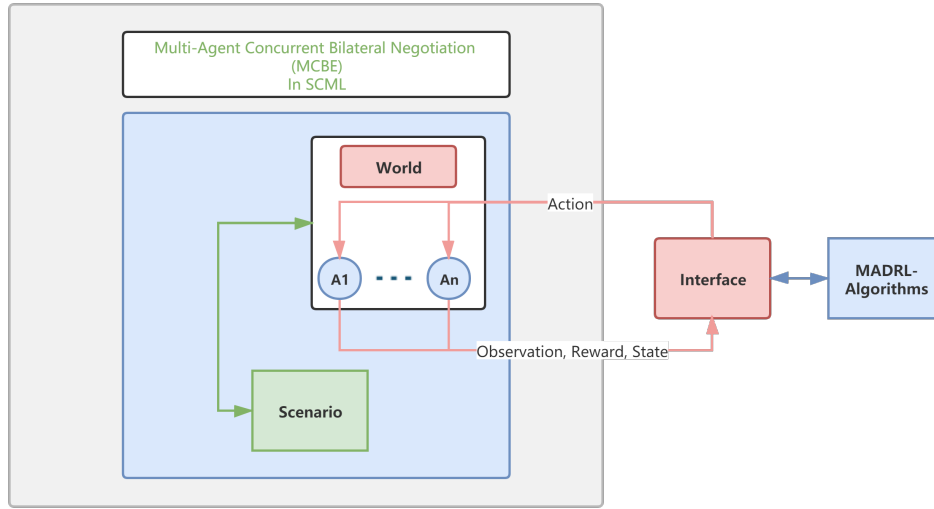 Multi-Agent Concurrent Bilateral Negotiation
(MCBE)
In SCML
World
Action
A1
An
Interface
MADRL-
Algorithms
Observation, Reward, State
Scenario